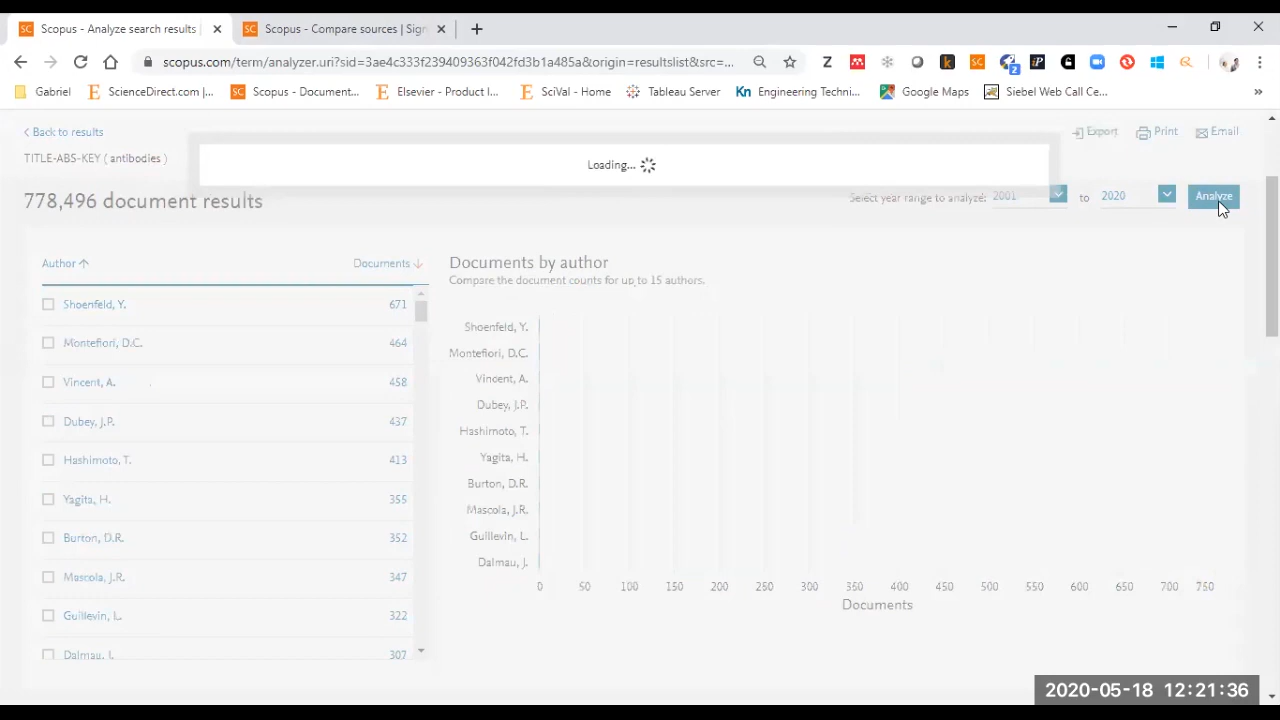 Scopus - Analyze search results
Scopus - Compare sources | Sign
scopus.com/term/analyzer.uri?sid=3ae4c333f239409363f042fd3b1a485a&origin=resultslist&src=...
Gabriel
ScienceDirect.com |...
Scopus - Document...
Elsevier - Product I...
SciVal - Home
Tableau Server
Kn Engineering Techni...
Google Maps
Siebel Web Call Ce...
»
Back to results
Export
Print
Email
TITLE-ABS-KEY ( antibodies )
Loading...
778,496 document results
Select year range to analyze: 2001 to 2020 Analyze
Author Documents
Shoenfeld, Y. 671
Montefiori, D.C. 464
Vincent, A. 458
Dubey, J.P. 437
Hashimoto, T. 413
Yagita, H. 355
Burton, D.R. 352
Mascola, J.R. 347
Guillevin, L. 322
Dalmau, J. 307
Documents by author
Compare the document counts for up to 15 authors.
Shoenfeld, Y.
Montefiori, D.C.
Vincent, A.
Dubey, J.P.
Hashimoto, T.
Yagita, H.
Burton, D.R.
Mascola, J.R.
Guillevin, L.
Dalmau, J.
0 50 100 150 200 250 300 350 400 450 500 550 600 650 700 750
Documents
2020-05-18 12:21:36